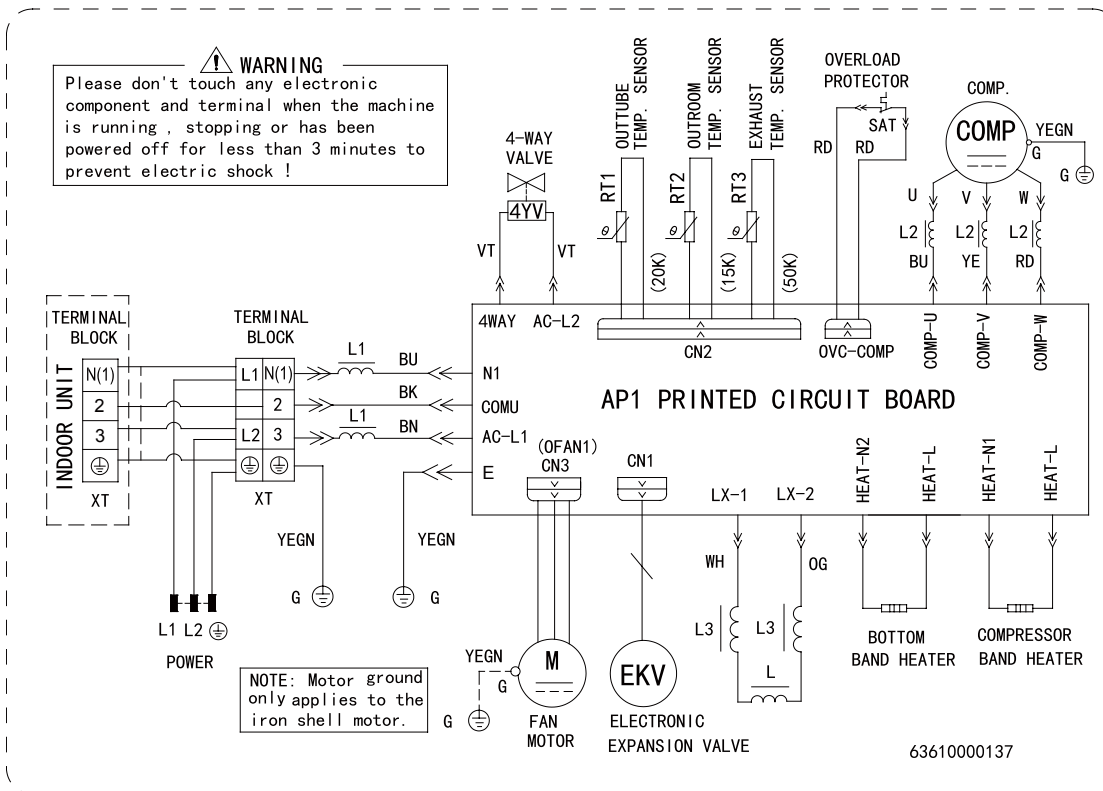 WARNING
Please don't touch any electronic
component and terminal when the machine
is running , stopping or has been
powered off for less than 3 minutes to
prevent electric shock !
4-WAY
VALVE
4YV
VT
VT
OUTTUBE
TEMP. SENSOR
RT1
θ
(20K)
OUTROOM
TEMP. SENSOR
RT2
θ
(15K)
EXHAUST
TEMP. SENSOR
RT3
θ
(50K)
OVERLOAD
PROTECTOR
SAT
RD
RD
COMP.
COMP
YEGN
G
G
U
V
W
L2
L2
L2
BU
YE
RD
INDOOR UNIT
TERMINAL
BLOCK
N(1)
2
3
XT
TERMINAL
BLOCK
L1
N(1)
2
L2
3
XT
L1
BU
BK
L1
BN
4WAY
AC-L2
CN2
OVC-COMP
COMP-U
COMP-V
COMP-W
N1
COMU
AC-L1
E
AP1 PRINTED CIRCUIT BOARD
(OFAN1)
CN3
CN1
LX-1
LX-2
HEAT-N2
HEAT-L
HEAT-N1
HEAT-L
YEGN
G
YEGN
G
L1
L2
POWER
NOTE: Motor ground
only applies to the
iron shell motor.
YEGN
G
G
M
FAN
MOTOR
EKV
ELECTRONIC
EXPANSION VALVE
WH
OG
L3
L3
L
BOTTOM
BAND HEATER
COMPRESSOR
BAND HEATER
63610000137